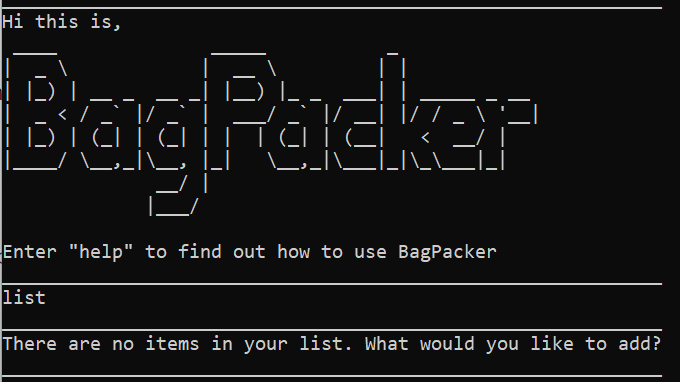 Hi this is,
BagPacker
Enter "help" to find out how to use BagPacker
list
There are no items in your list. What would you like to add?